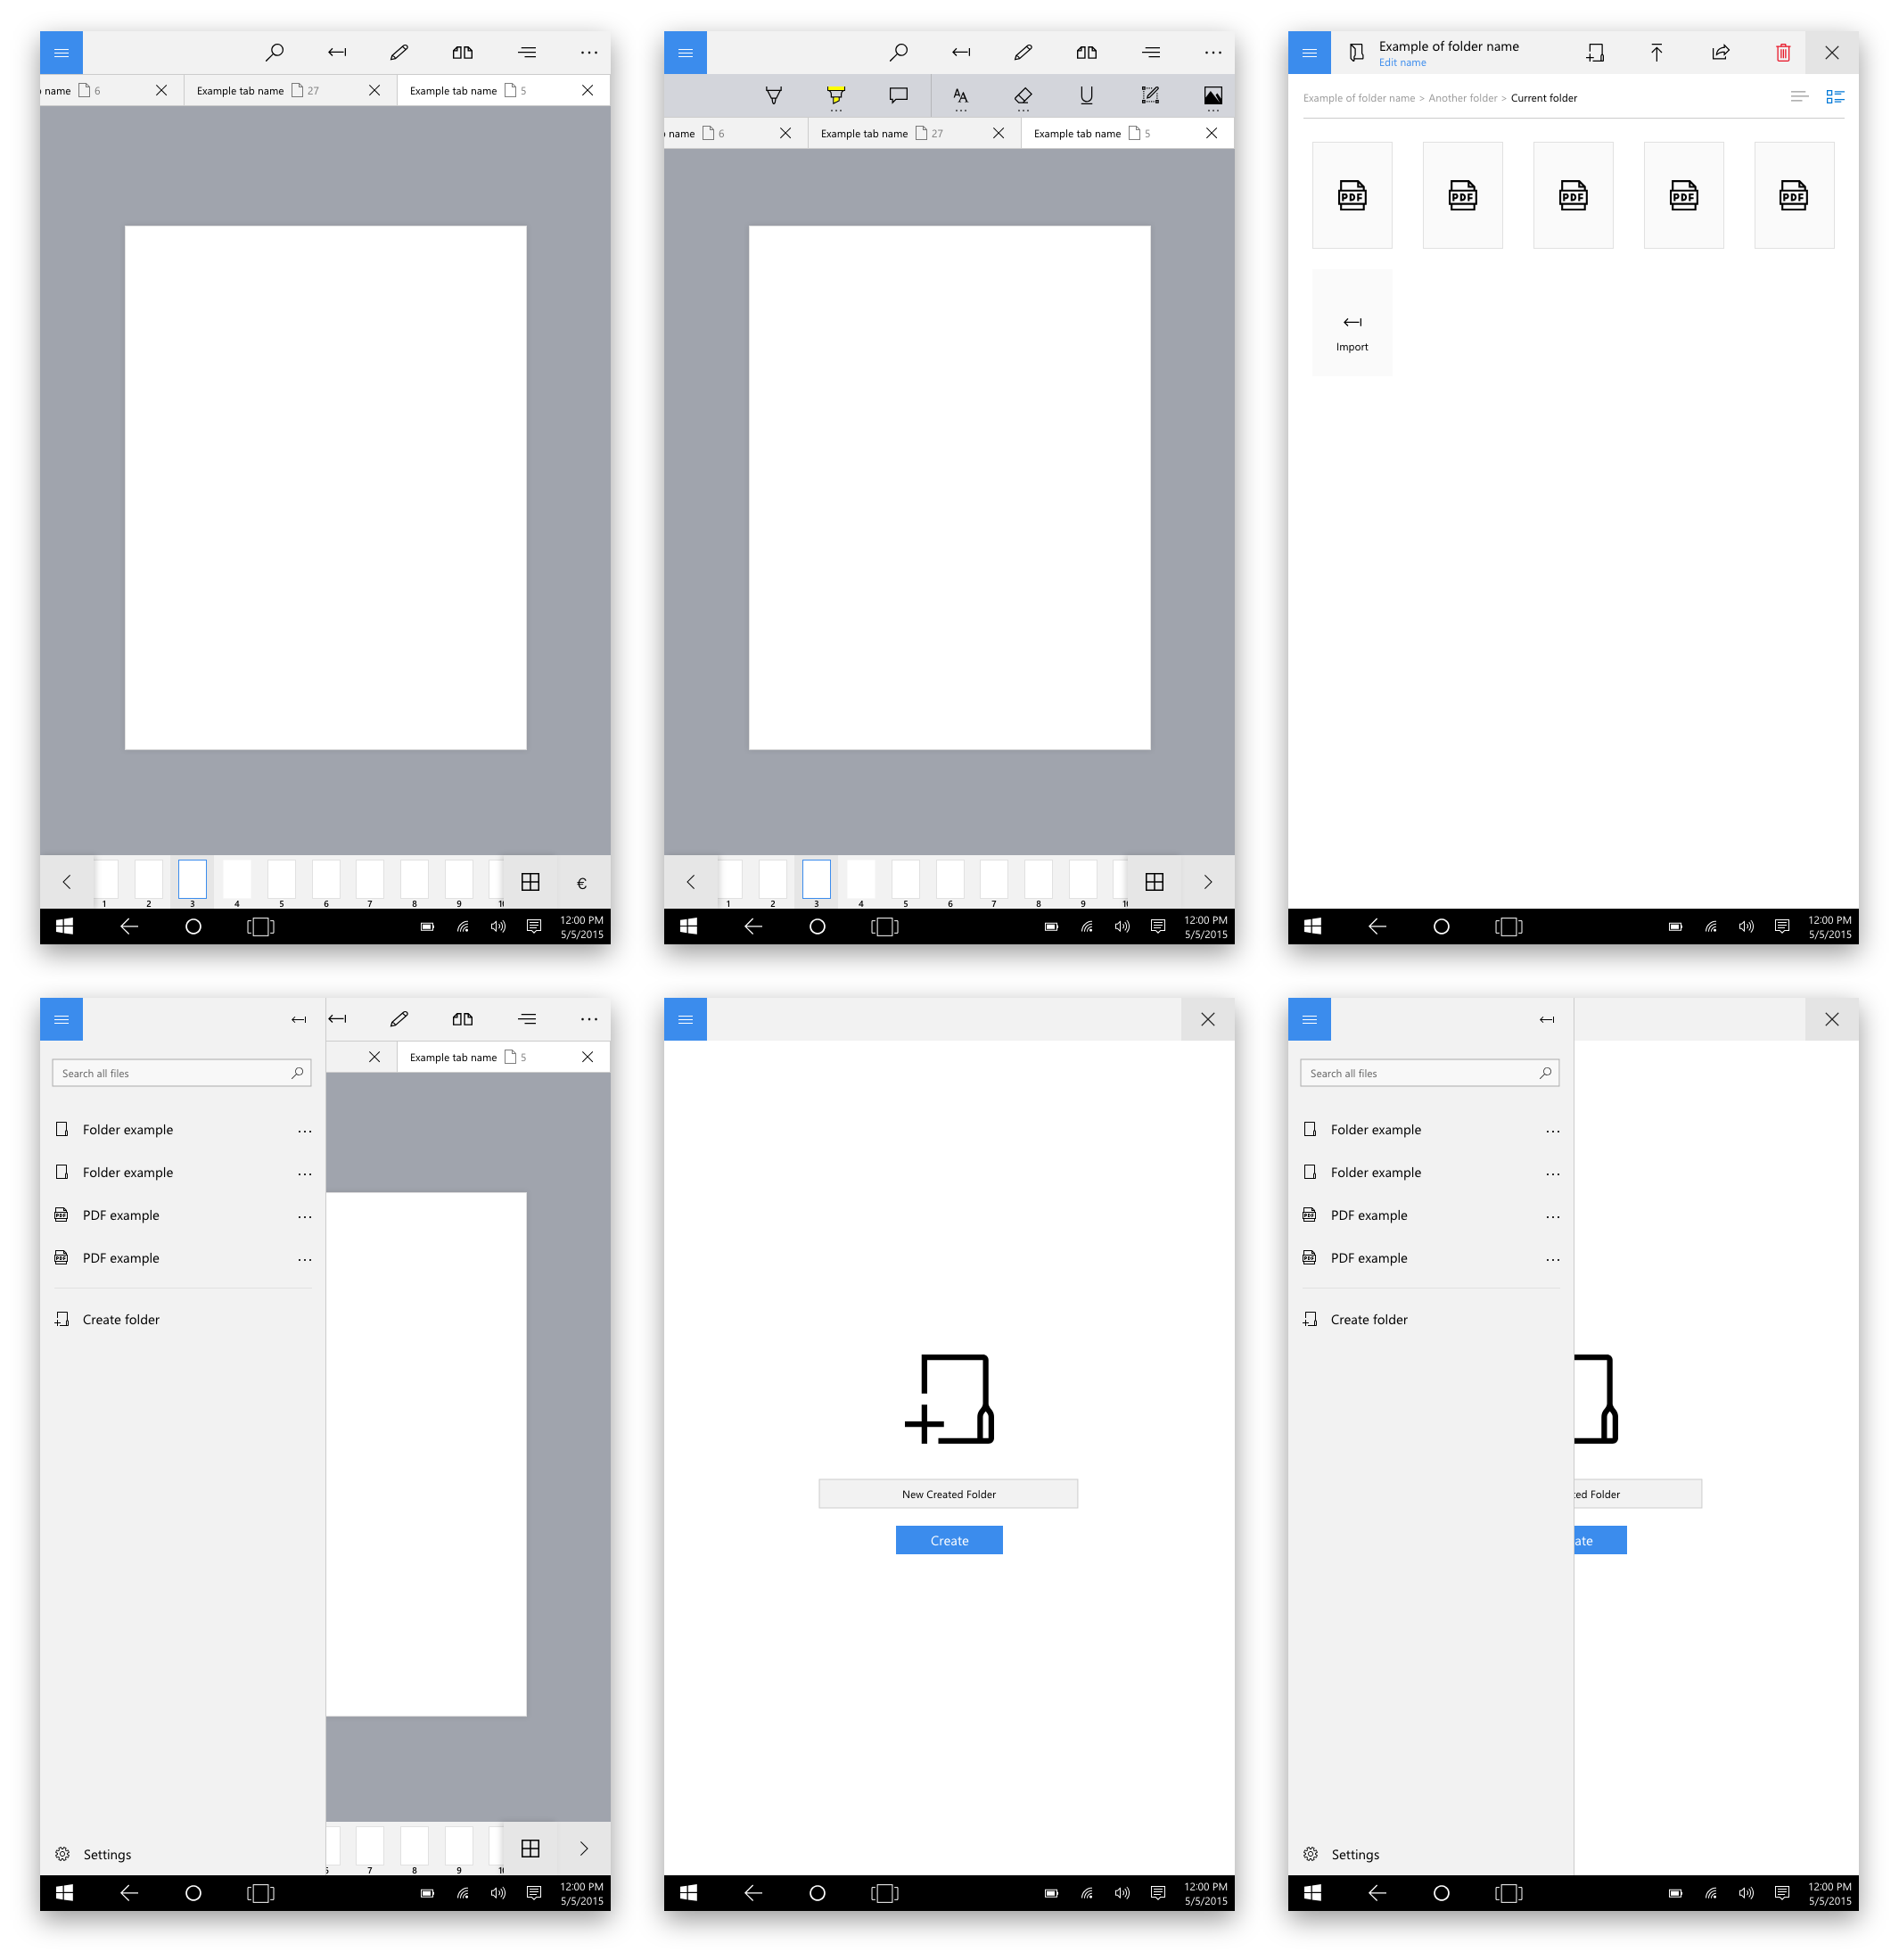 name 6
Example tab name 27
Example tab name 5
1 2 3 4 5 6 7 8 9
€
12:00 PM
5/5/2015
name 6
Example tab name 27
Example tab name 5
1 2 3 4 5 6 7 8 9
12:00 PM
5/5/2015
Example of folder name
Edit name
Example of folder name > Another folder > Current folder
PDF PDF PDF PDF PDF
Import
12:00 PM
5/5/2015
Example tab name 5
Search all files
Folder example ...
Folder example ...
PDF example ...
PDF example ...
Create folder
Settings
7 8 9
12:00 PM
5/5/2015
New Created Folder
Create
12:00 PM
5/5/2015
Search all files
Folder example ...
Folder example ...
PDF example ...
PDF example ...
Create folder
ed Folder
ate
Settings
12:00 PM
5/5/2015